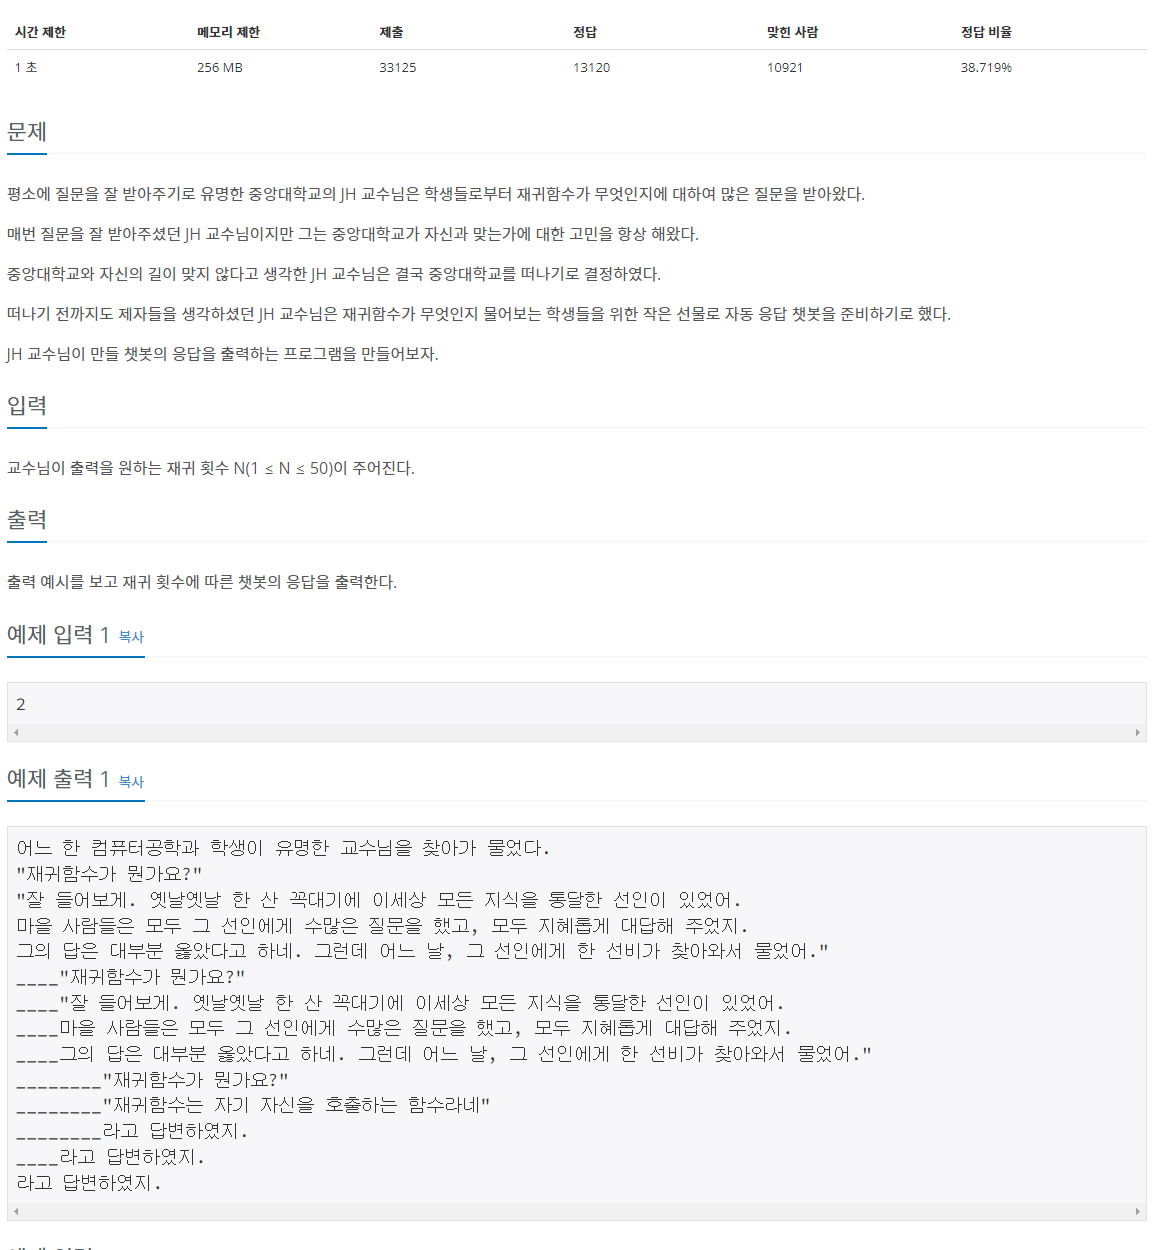 시간 제한 메모리 제한 제출 정답 맞힌 사람 정답 비율
1 초 256 MB 33125 13120 10921 38.719%
문제
평소에 질문을 잘 받아주기로 유명한 중앙대학교의 JH 교수님은 학생들로부터 재귀함수가 무엇인지에 대하여 많은 질문을 받아왔다.
매번 질문을 잘 받아주셨던 JH 교수님이지만 그는 중앙대학교가 자신과 맞는가에 대한 고민을 항상 해왔다.
중앙대학교와 자신의 길이 맞지 않다고 생각한 JH 교수님은 결국 중앙대학교를 떠나기로 결정하였다.
떠나기 전까지도 제자들을 생각하셨던 JH 교수님은 재귀함수가 무엇인지 물어보는 학생들을 위한 작은 선물로 자동 응답 챗봇을 준비하기로 했다.
JH 교수님이 만들 챗봇의 응답을 출력하는 프로그램을 만들어보자.
입력
교수님이 출력을 원하는 재귀 횟수 N(1 ≤ N ≤ 50)이 주어진다.
출력
출력 예시를 보고 재귀 횟수에 따른 챗봇의 응답을 출력한다.
예제 입력 1 복사
2
예제 출력 1 복사
어느 한 컴퓨터공학과 학생이 유명한 교수님을 찾아가 물었다.
"재귀함수가 뭔가요?"
"잘 들어보게. 옛날옛날 한 산 꼭대기에 이세상 모든 지식을 통달한 선인이 있었어.
마을 사람들은 모두 그 선인에게 수많은 질문을 했고, 모두 지혜롭게 대답해 주었지.
그의 답은 대부분 옳았다고 하네. 그런데 어느 날, 그 선인에게 한 선비가 찾아와서 물었어."
____"재귀함수가 뭔가요?"
____"잘 들어보게. 옛날옛날 한 산 꼭대기에 이세상 모든 지식을 통달한 선인이 있었어.
____마을 사람들은 모두 그 선인에게 수많은 질문을 했고, 모두 지혜롭게 대답해 주었지.
____그의 답은 대부분 옳았다고 하네. 그런데 어느 날, 그 선인에게 한 선비가 찾아와서 물었어."
________"재귀함수가 뭔가요?"
________"재귀함수는 자기 자신을 호출하는 함수라네"
________라고 답변하였지.
____라고 답변하였지.
라고 답변하였지.